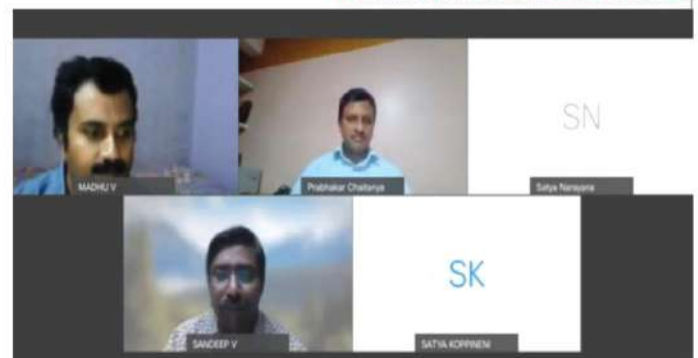 SN
MADHU V
Prabhakar Chaitanya
Satya Narayana
SK
SANDEEP V
SATYA KOPPINENI